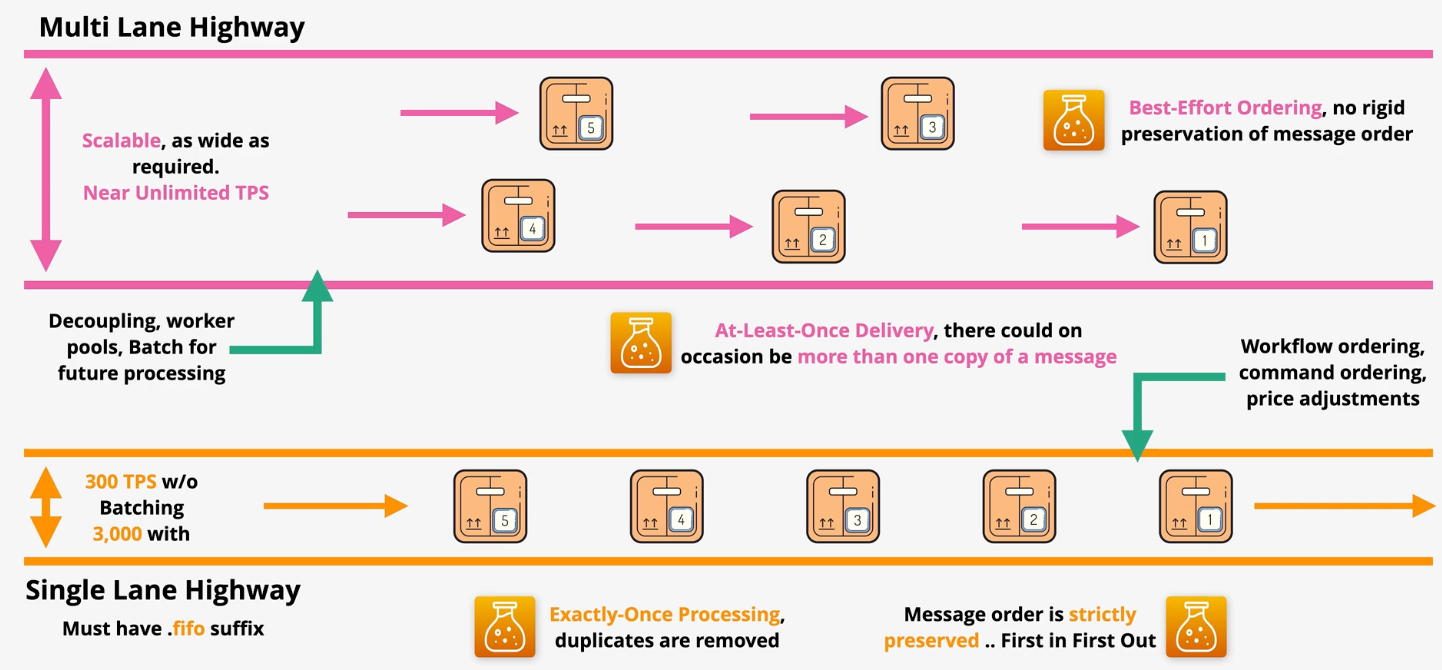 Multi Lane Highway
5
3
Best-Effort Ordering, no rigid
preservation of message order
Scalable, as wide as
required.
Near Unlimited TPS
4
2
1
Decoupling, worker
pools, Batch for
future processing
At-Least-Once Delivery, there could on
occasion be more than one copy of a message
Workflow ordering,
command ordering,
price adjustments
300 TPS w/o
Batching
3,000 with
5
4
3
2
1
Single Lane Highway
Must have .fifo suffix
Exactly-Once Processing,
duplicates are removed
Message order is strictly
preserved .. First in First Out